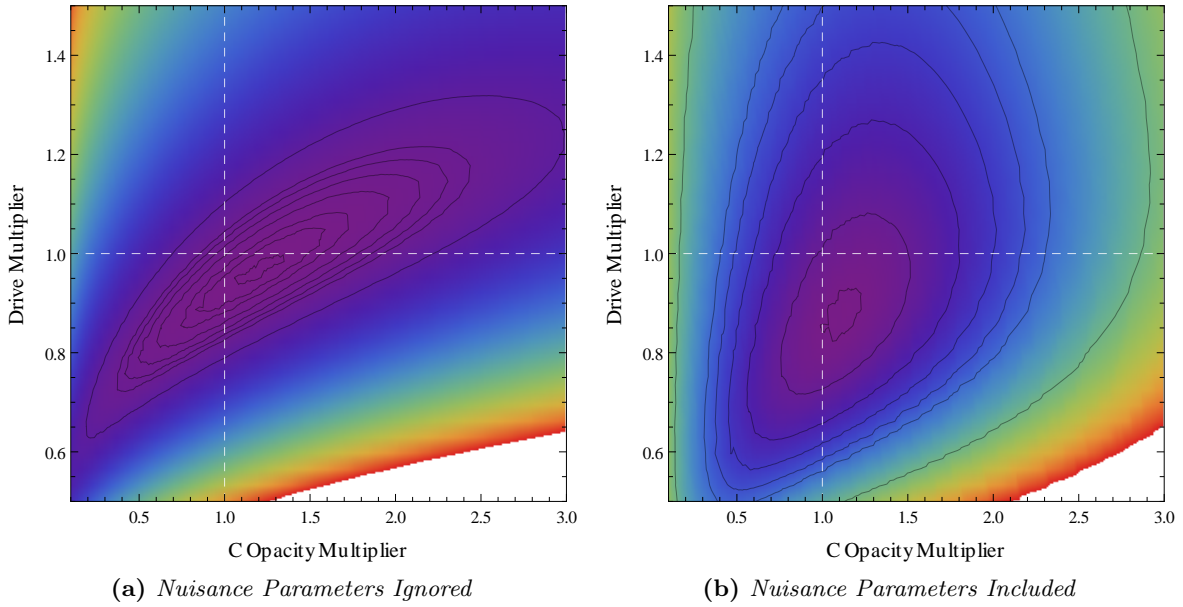 1.4
1.2
1.0
0.8
0.6
Drive Multiplier
0.5 1.0 1.5 2.0 2.5 3.0
C Opacity Multiplier
(a) Nuisance Parameters Ignored
1.4
1.2
1.0
0.8
0.6
Drive Multiplier
0.5 1.0 1.5 2.0 2.5 3.0
C Opacity Multiplier
(b) Nuisance Parameters Included